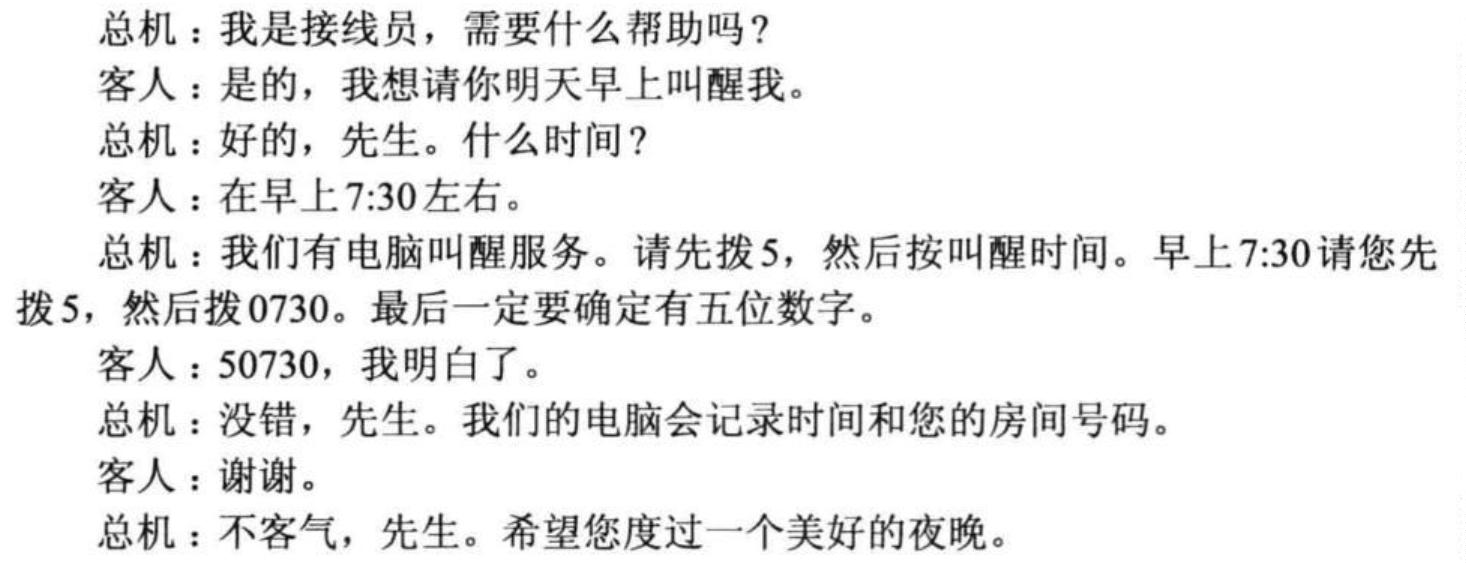 总机：我是接线员，需要什么帮助吗？
客人：是的，我想请你明天早上叫醒我。
总机：好的，先生。什么时间？
客人：在早上7:30左右。
总机：我们有电脑叫醒服务。请先拨5，然后按叫醒时间。早上7:30请您先
拨5，然后拨0730。最后一定要确定有五位数字。
客人：50730，我明白了。
总机：没错，先生。我们的电脑会记录时间和您的房间号码。
客人：谢谢。
总机：不客气，先生。希望您度过一个美好的夜晚。